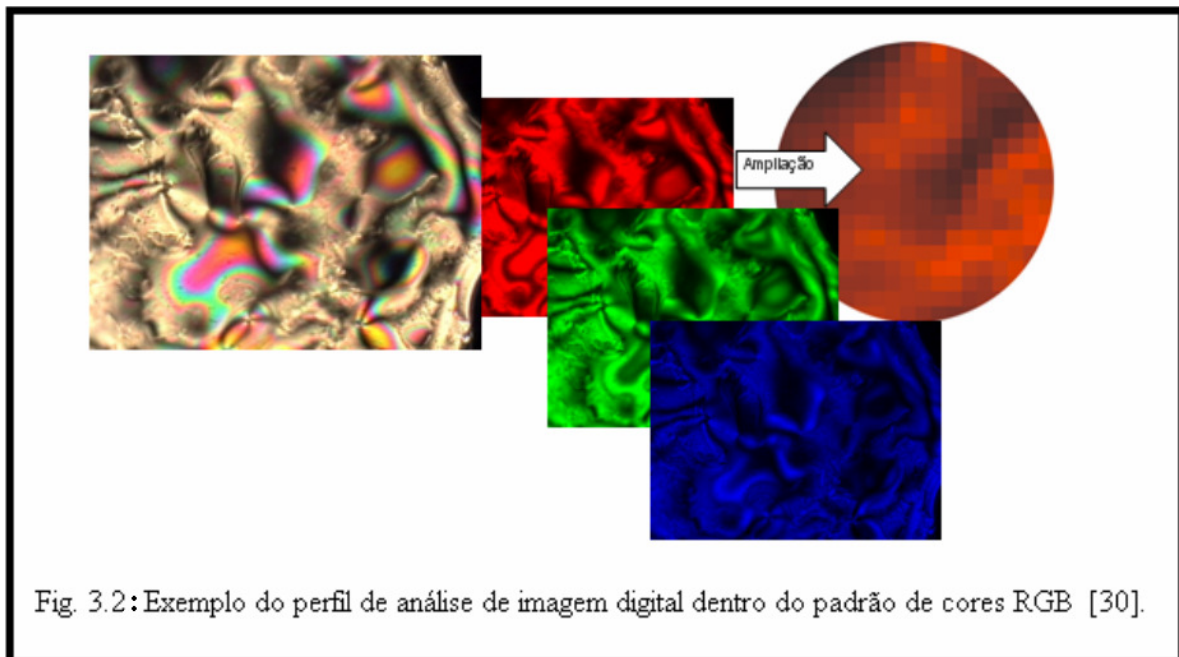 Ampliação
Fig. 3.2: Exemplo do perfil de análise de imagem digital dentro do padrão de cores RGB [30].